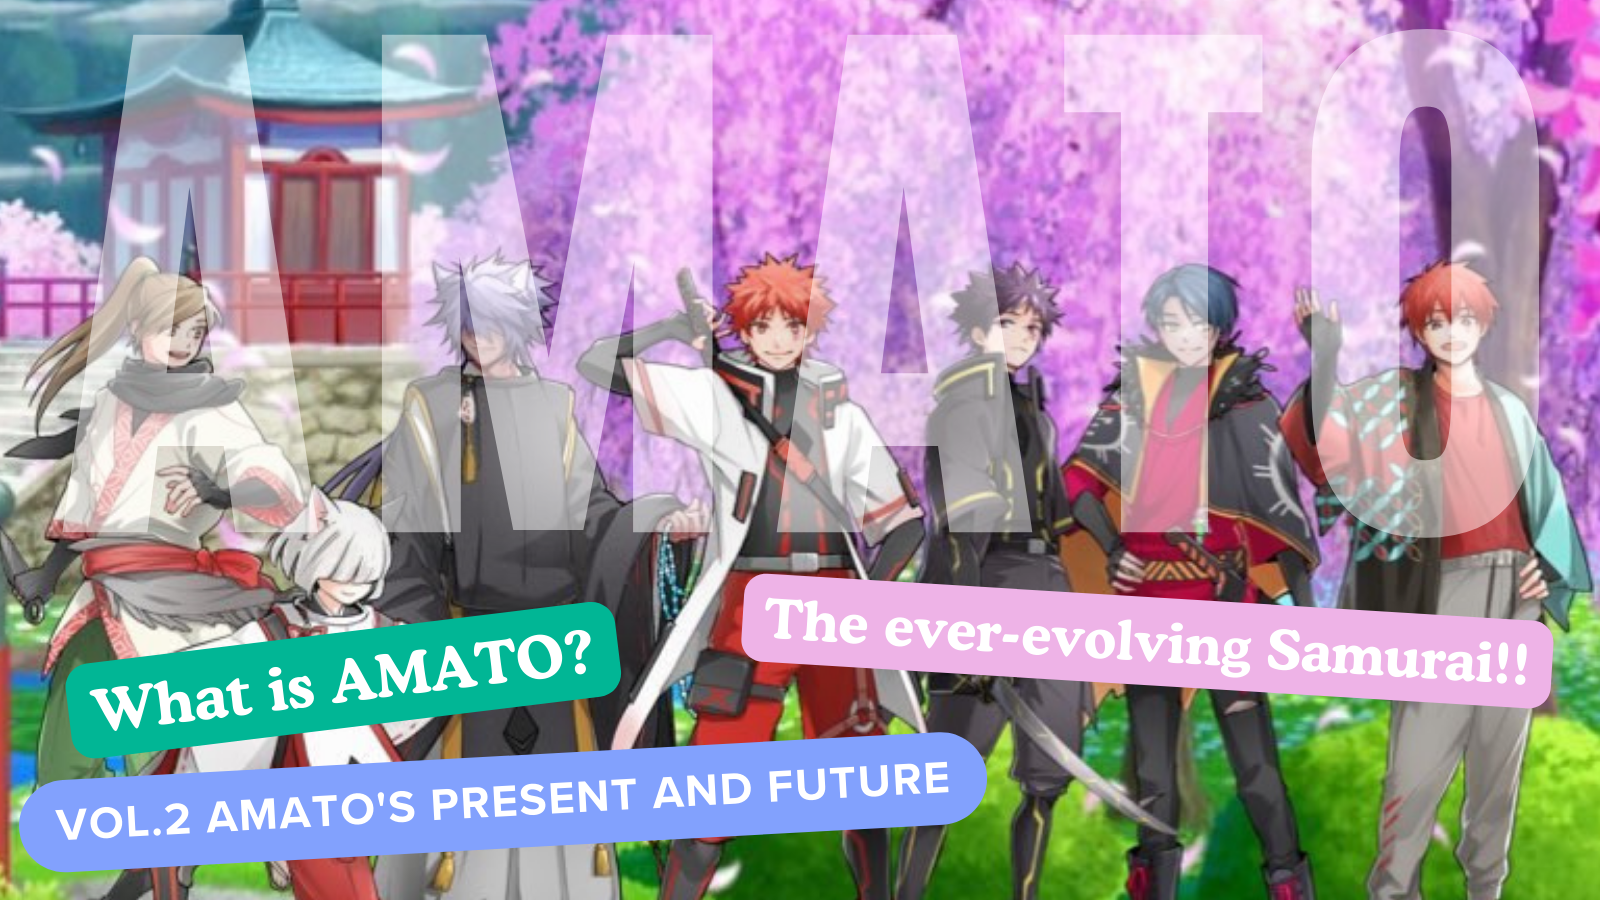 AMATO
What is AMATO?
The ever-evolving Samurai!!
VOL.2 AMATO'S PRESENT AND FUTURE